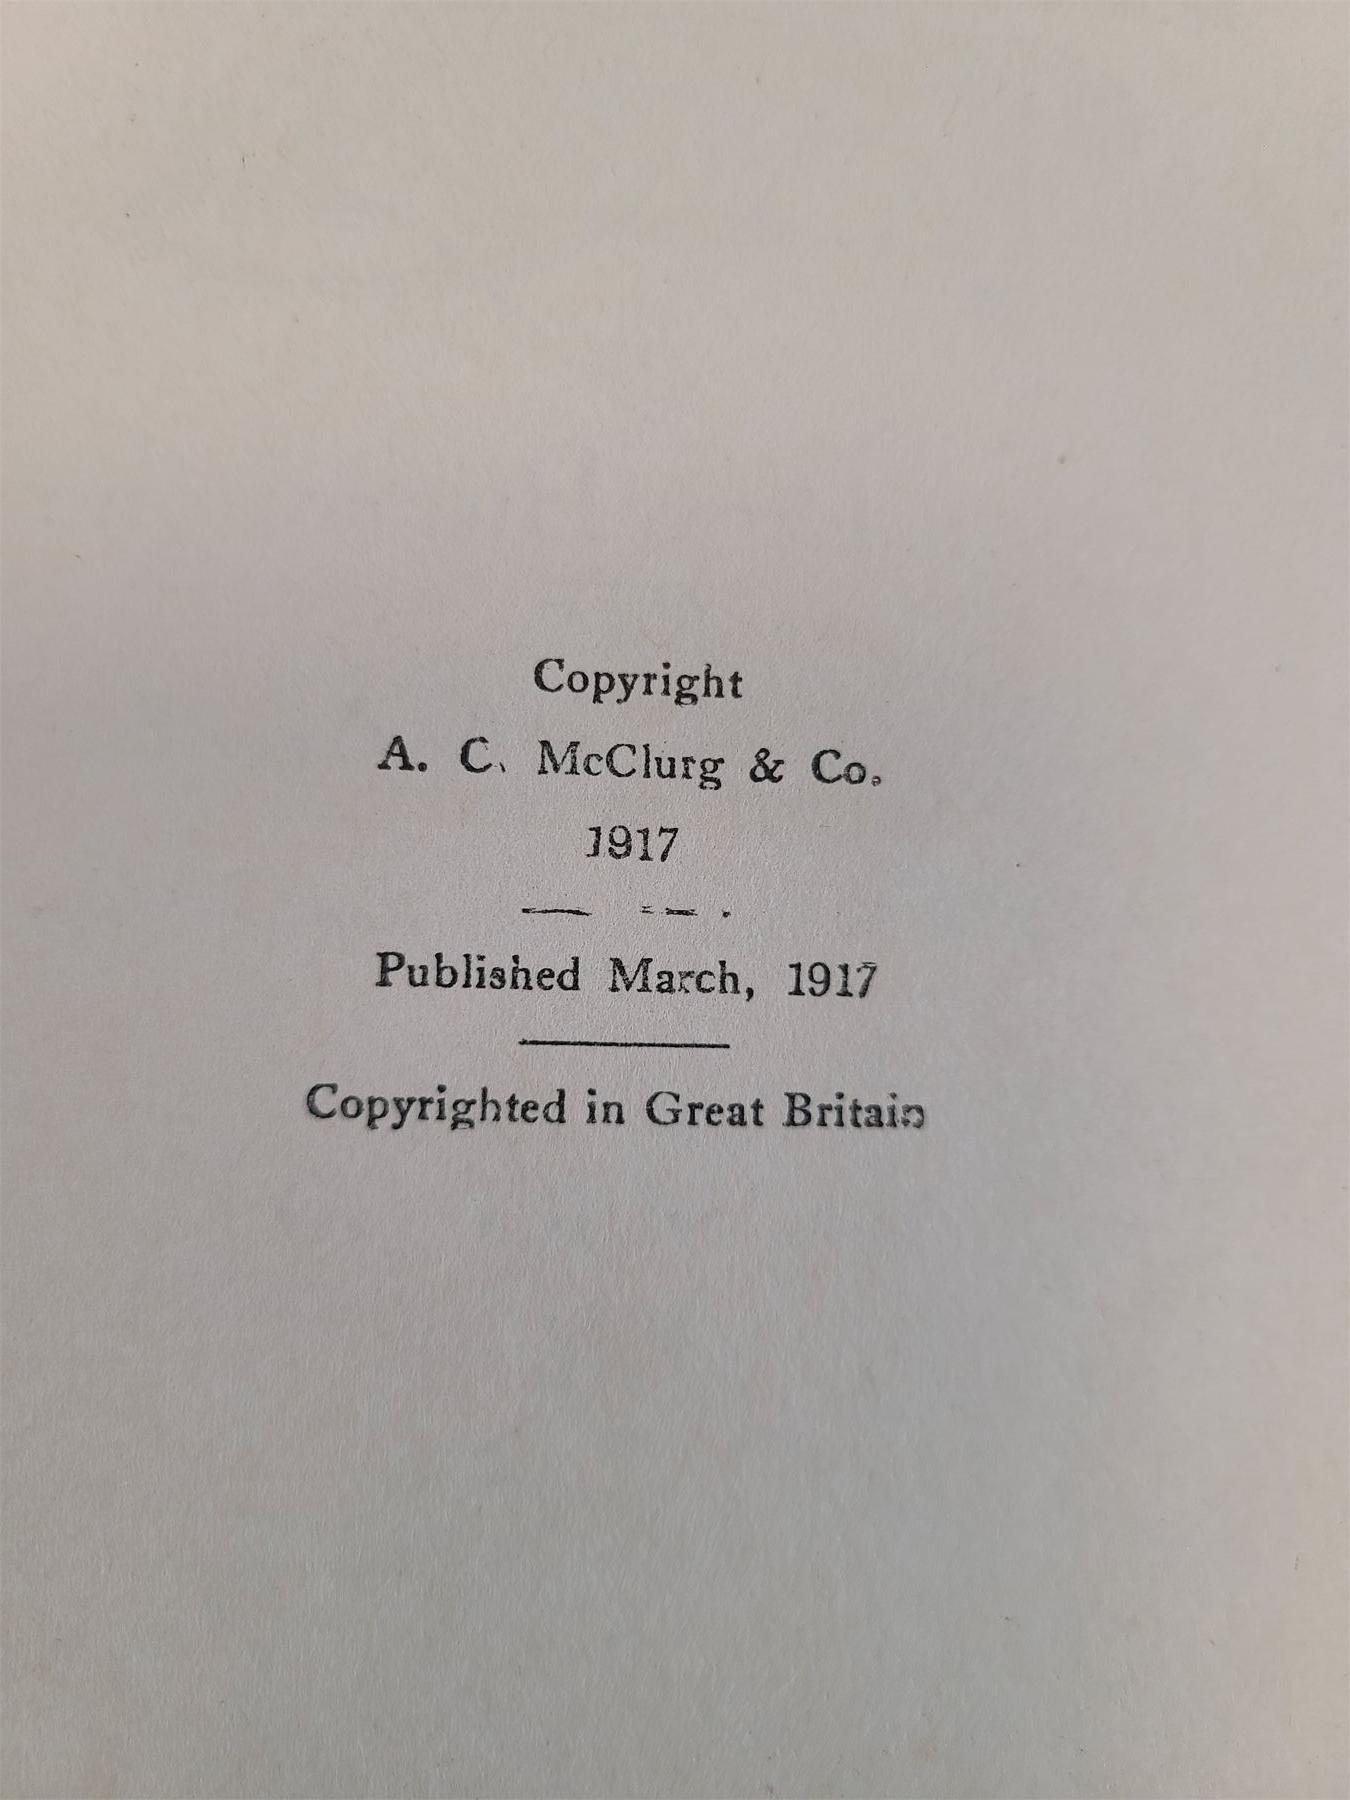 Copyright
A. C. McClurg & Co.
1917
Published March, 1917
Copyrighted in Great Britain